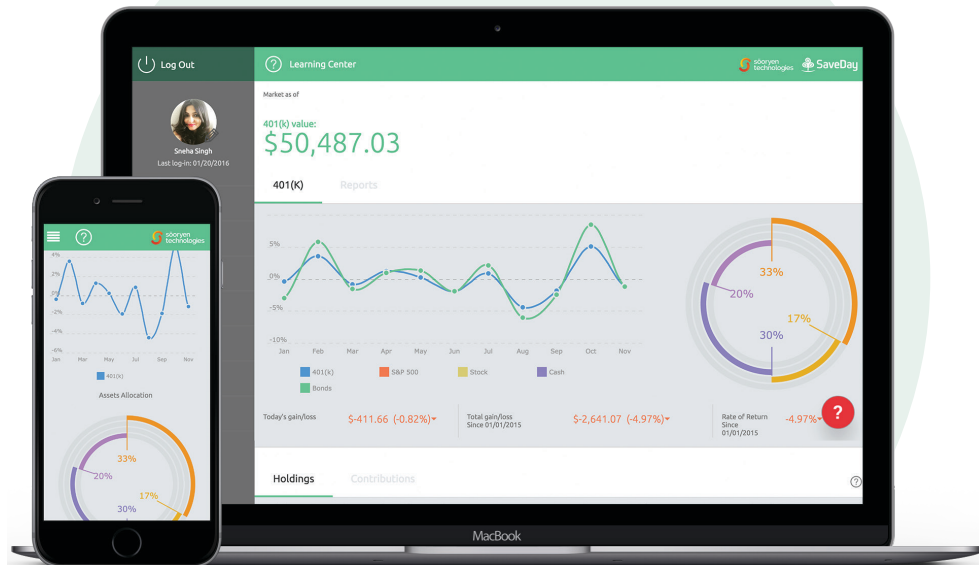 Log Out
Learning Center
sóoryen
technologies
SaveDay
Market as of
Sneha Singh
Last log-in: 01/20/2016
401(k) value:
$50,487.03
401(K)
Reports
5%
0%
-5%
-10%
Jan Feb Mar Apr May Jun Jul Aug Sep Oct Nov
401(k) S&P 500 Stock Cash
Bonds
33%
20%
17%
30%
Today's gain/loss
$-411.66 (-0.82%)
Total gain/loss
Since 01/01/2015
$-2,641.07 (-4.97%)
Rate of Return
Since
01/01/2015
-4.97%
?
Holdings
Contributions
?
MacBook
?
sóoryen
technologies
4%
2%
0%
-2%
-4%
-6%
Jan Mar May Jul Sep Nov
401(k)
Assets Allocation
33%
20%
17%
30%